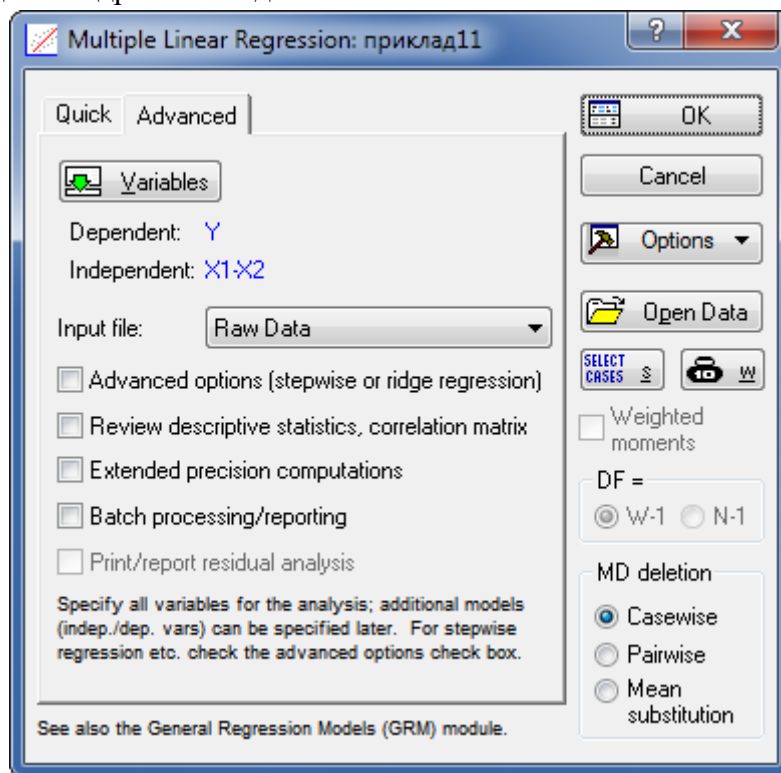 Multiple Linear Regression: приклад11
?
X
Quick
Advanced
Variables
Dependent: Y
Independent: X1-X2
Input file: Raw Data
Advanced options (stepwise or ridge regression)
Review descriptive statistics, correlation matrix
Extended precision computations
Batch processing/reporting
Print/report residual analysis
Specify all variables for the analysis; additional models
(indep./dep. vars) can be specified later. For stepwise
regression etc. check the advanced options check box.
See also the General Regression Models (GRM) module.
OK
Cancel
Options
Open Data
SELECT
CASES S
W
Weighted
moments
DF =
W-1 N-1
MD deletion
Casewise
Pairwise
Mean
substitution